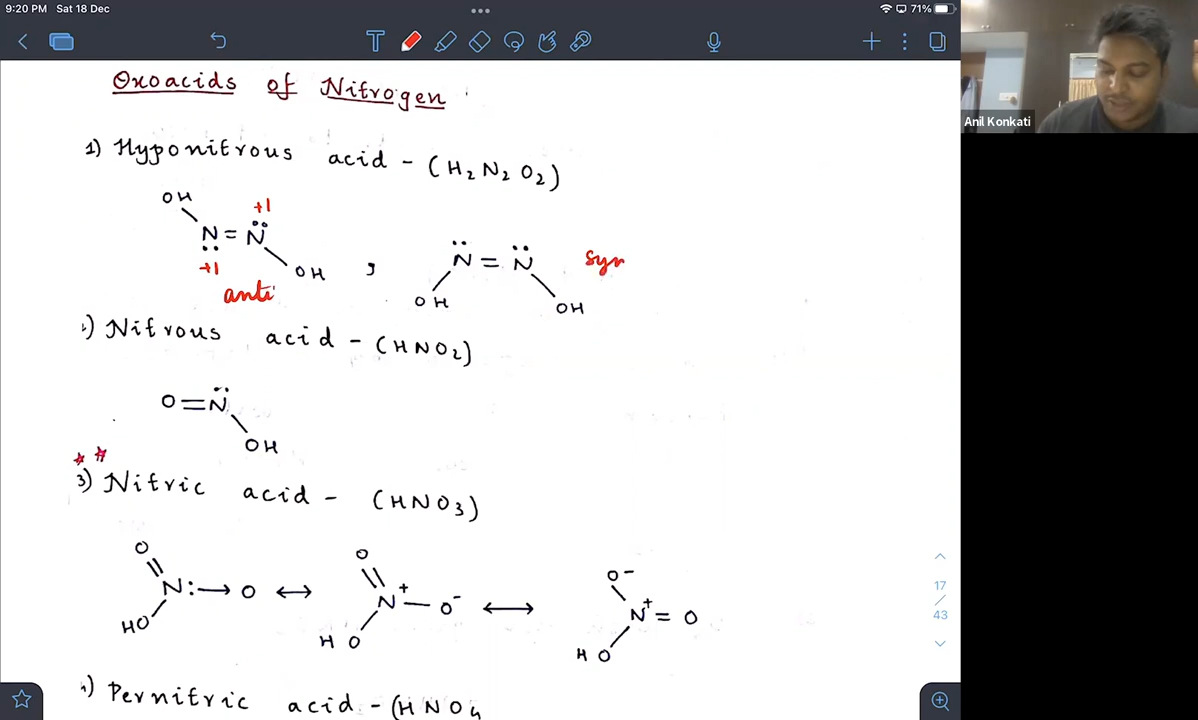 9:20 PM Sat 18 Dec
71%
Anil Konkati
Oxoacids of Nitrogen
1) Hyponitrous acid - (H₂N₂O₂)
OH
+1
N = N
+1
OH
anti
,
N = N
OH
OH
syn
2) Nitrous acid - (HNO₂)
O=N
OH
3) Nitric acid - (HNO₃)
O
N:→O
HO
↔
O
N⁺—O⁻
HO
↔
O⁻
N⁺=O
HO
17
/
43
4) Pernitric acid - (HNO₄